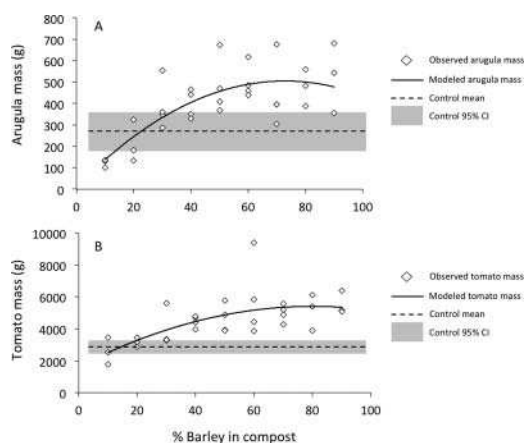 A
800
700
600
500
400
300
200
100
0
Arugula mass (g)
0 20 40 60 80 100
Observed arugula mass
Modeled arugula mass
Control mean
Control 95% CI
B
10000
8000
6000
4000
2000
0
Tomato mass (g)
0 20 40 60 80 100
% Barley in compost
Observed tomato mass
Modeled tomato mass
Control mean
Control 95% CI